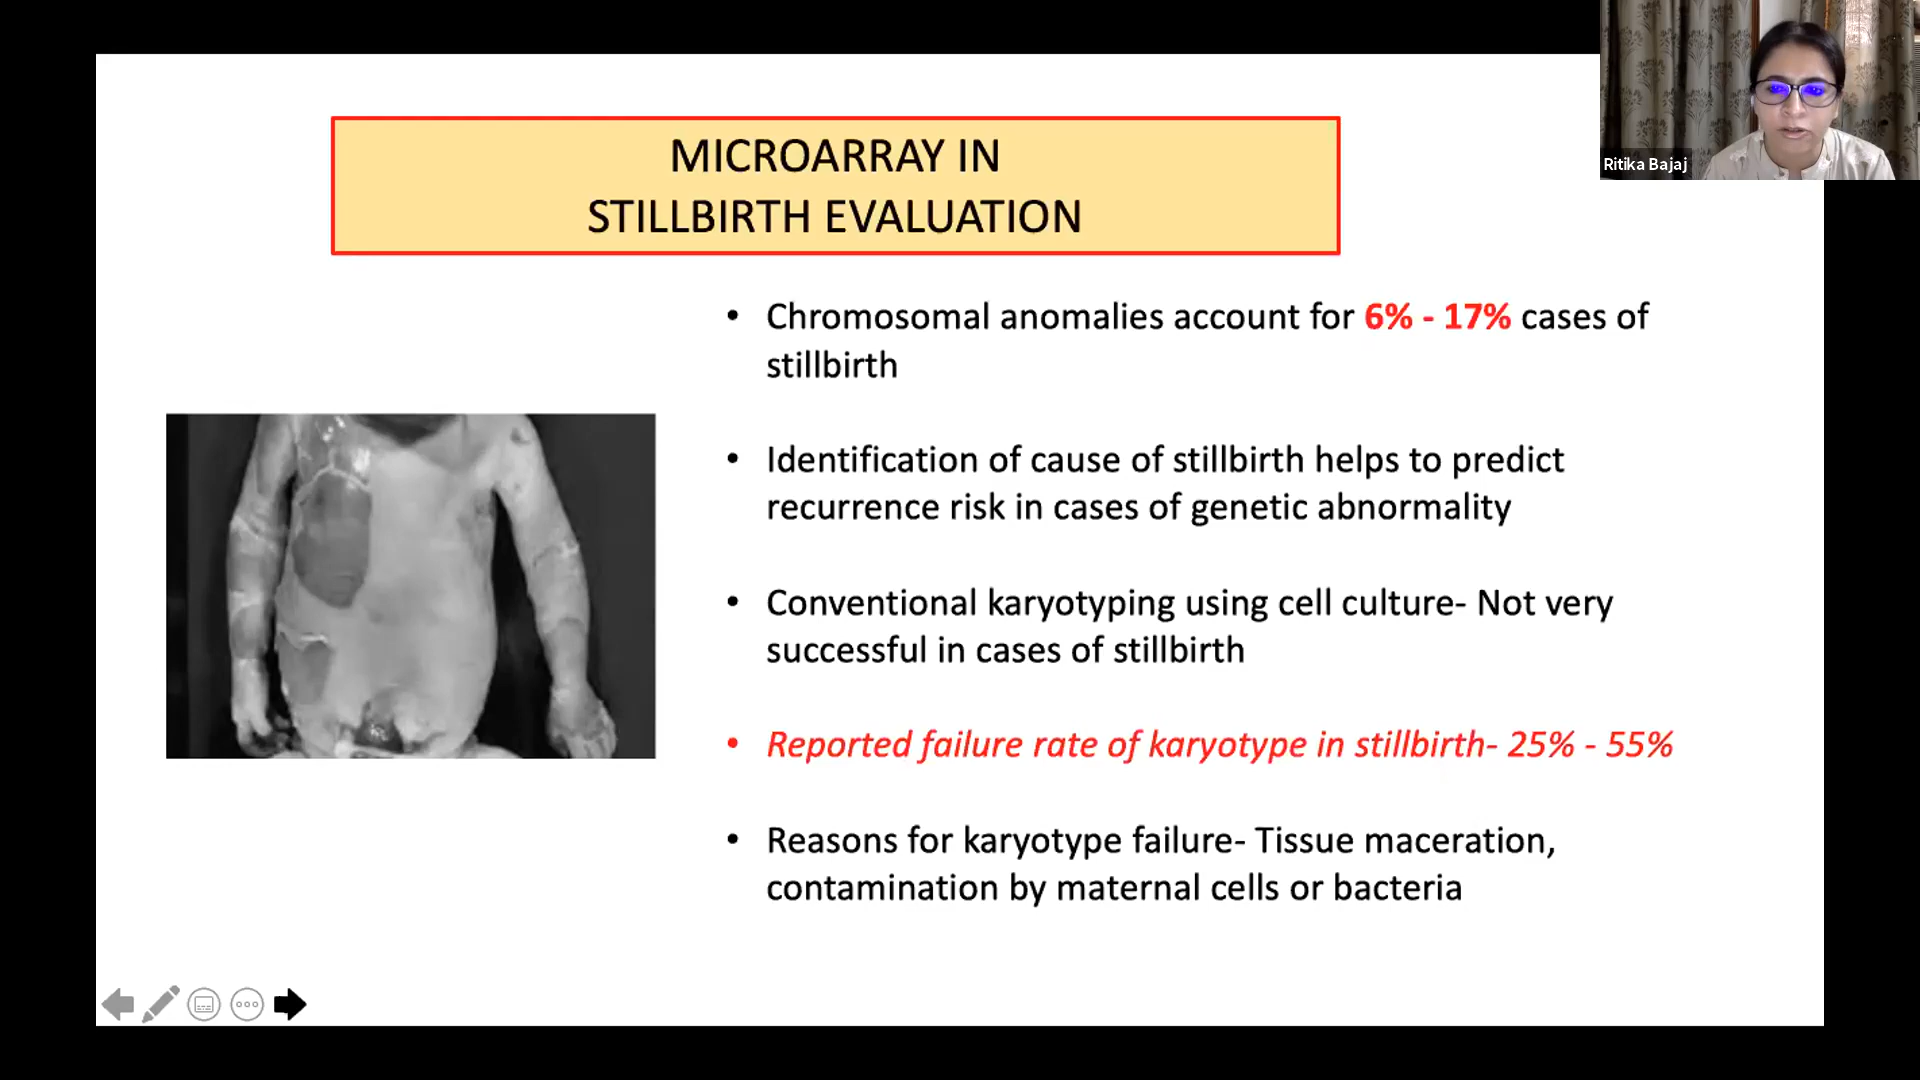 MICROARRAY IN
STILLBIRTH EVALUATION
Ritika Bajaj
• Chromosomal anomalies account for 6% - 17% cases of
stillbirth
• Identification of cause of stillbirth helps to predict
recurrence risk in cases of genetic abnormality
• Conventional karyotyping using cell culture- Not very
successful in cases of stillbirth
• Reported failure rate of karyotype in stillbirth- 25% - 55%
• Reasons for karyotype failure- Tissue maceration,
contamination by maternal cells or bacteria